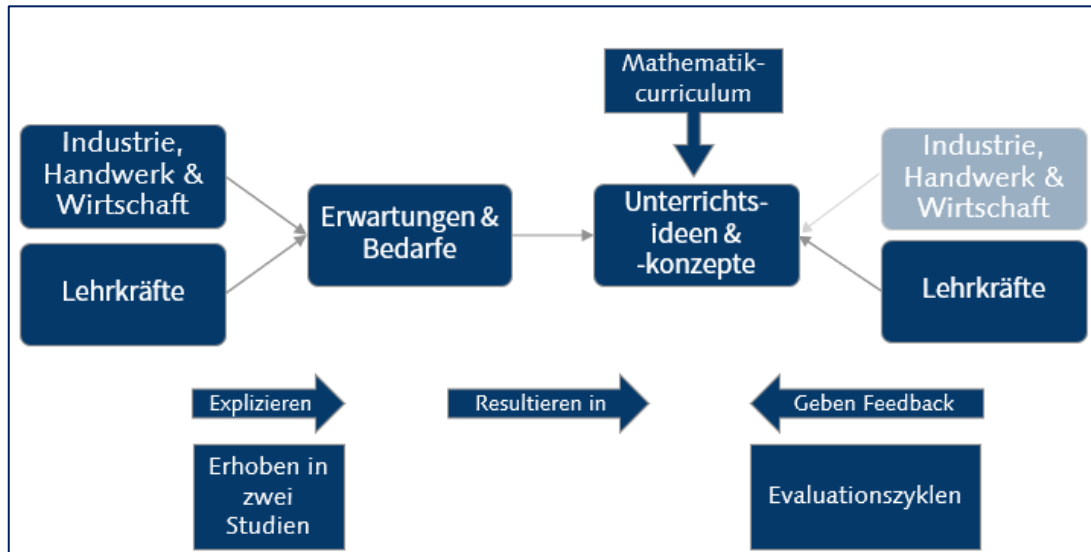 Mathematik-
curriculum
Industrie,
Handwerk &
Wirtschaft
Lehrkräfte
Erwartungen &
Bedarfe
Unterrichts-
ideen &
-konzepte
Industrie,
Handwerk &
Wirtschaft
Lehrkräfte
Explizieren
Resultieren in
Geben Feedback
Erhoben in
zwei
Studien
Evaluationszyklen